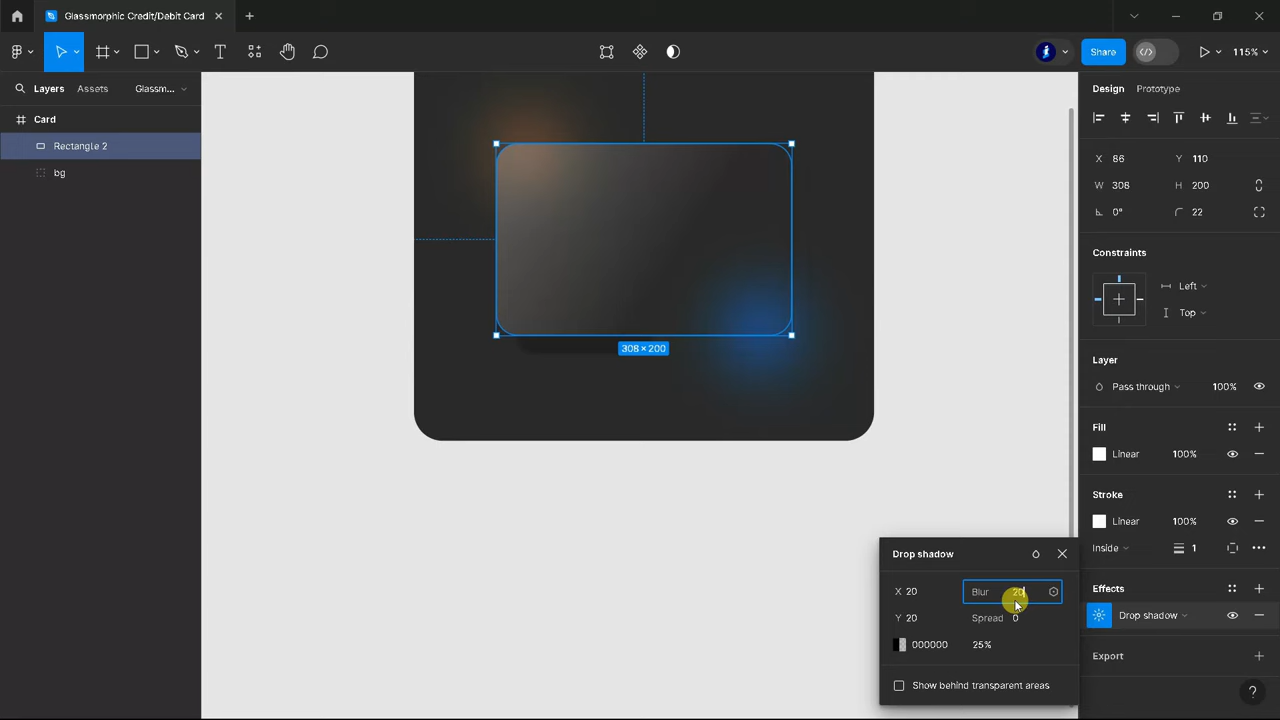 Glassmorphic Credit/Debit Card
Share
115%
Layers
Assets
Glassm...
Card
Rectangle 2
bg
308 × 200
Design
Prototype
X 86
Y 110
W 308
H 200
0°
22
Constraints
Left
Top
Layer
Pass through
100%
Fill
Linear
100%
Stroke
Linear
100%
Inside
1
Effects
Drop shadow
Export
?
Drop shadow
X 20
Blur 20
Y 20
Spread 0
000000
25%
Show behind transparent areas